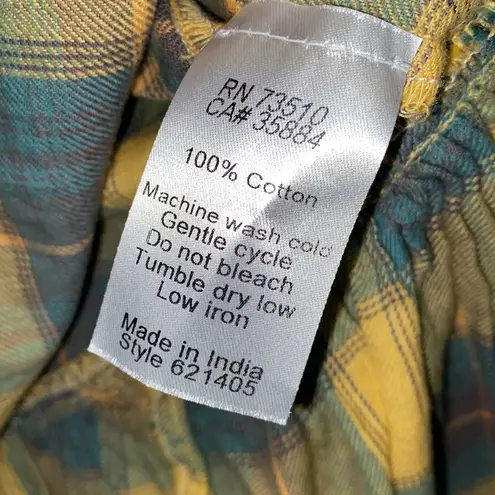 RN 73510
CA# 35884
100% Cotton
Machine wash cold
Gentle cycle
Do not bleach
Tumble dry low
Low iron
Made in India
Style 621405